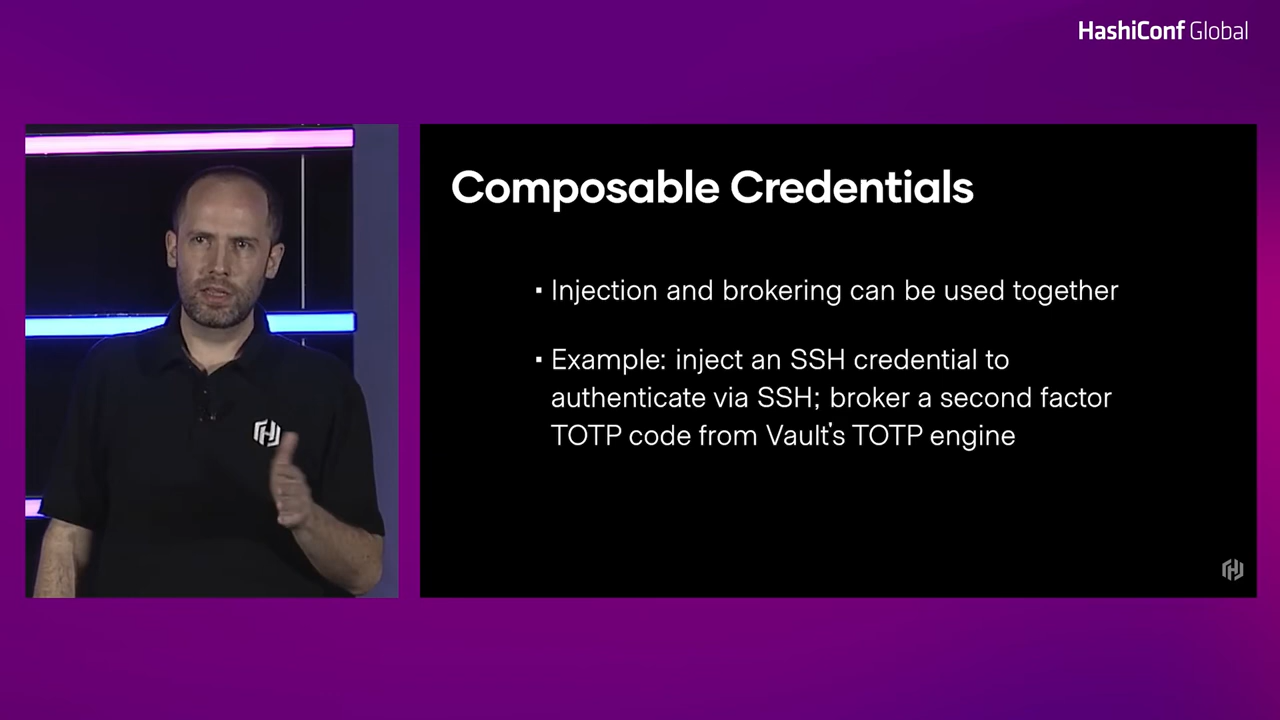 HashiConf Global
Composable Credentials
▪ Injection and brokering can be used together
▪ Example: inject an SSH credential to
authenticate via SSH; broker a second factor
TOTP code from Vault's TOTP engine